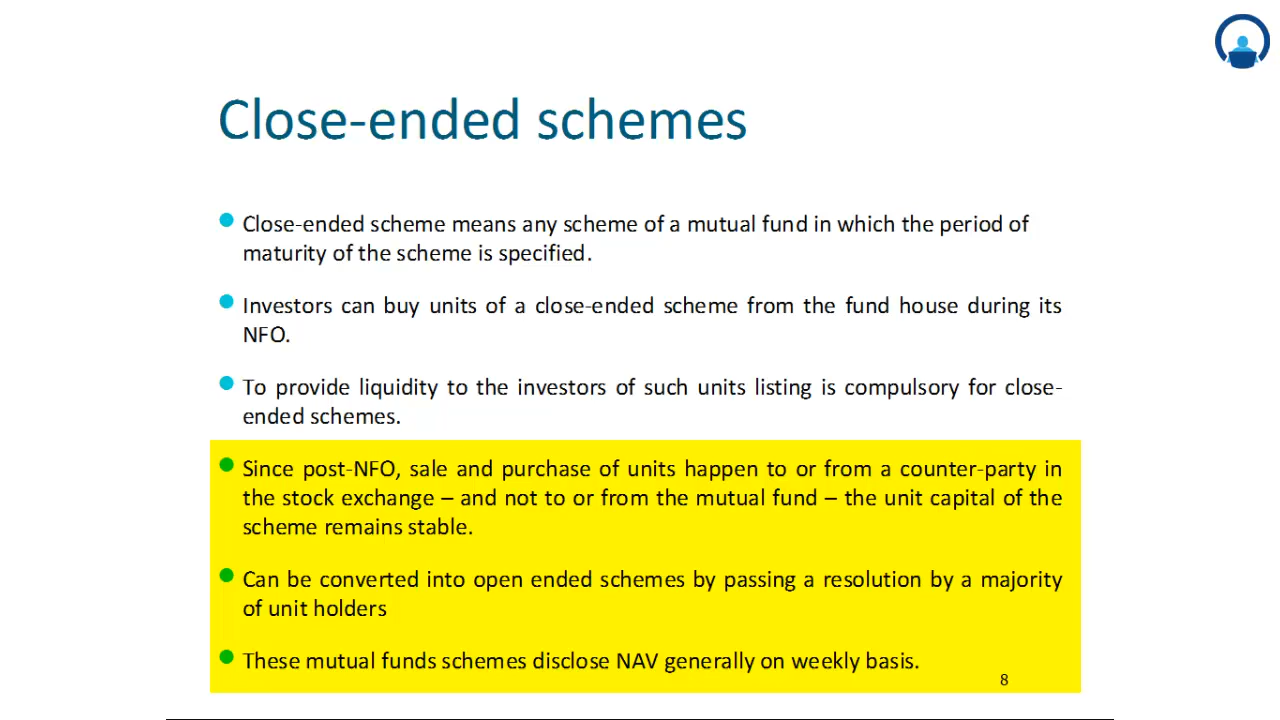 Close-ended schemes
Close-ended scheme means any scheme of a mutual fund in which the period of
maturity of the scheme is specified.
Investors can buy units of a close-ended scheme from the fund house during its
NFO.
To provide liquidity to the investors of such units listing is compulsory for close-
ended schemes.
Since post-NFO, sale and purchase of units happen to or from a counter-party in
the stock exchange – and not to or from the mutual fund – the unit capital of the
scheme remains stable.
Can be converted into open ended schemes by passing a resolution by a majority
of unit holders
These mutual funds schemes disclose NAV generally on weekly basis.
8